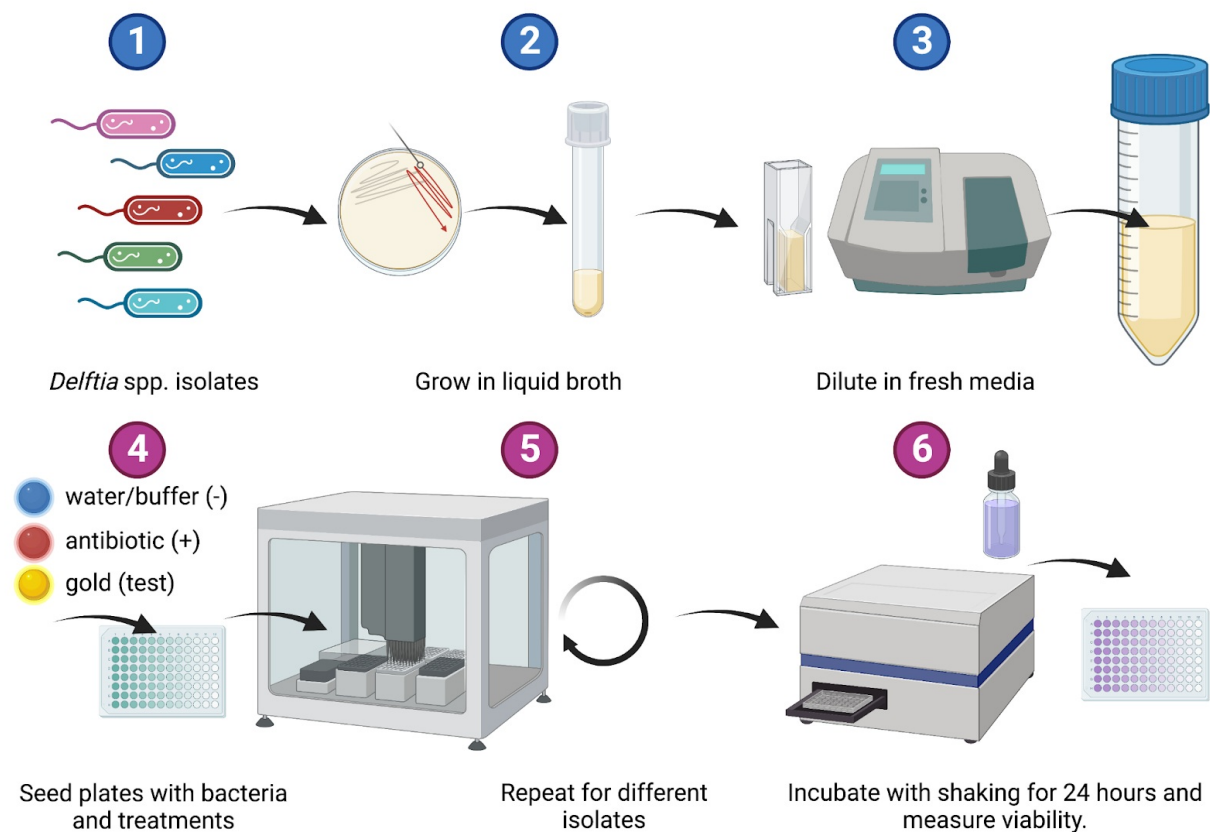 1
2
3
Delftia spp. isolates
Grow in liquid broth
Dilute in fresh media
4
5
6
water/buffer (-)
antibiotic (+)
gold (test)
Seed plates with bacteria
and treatments
Repeat for different
isolates
Incubate with shaking for 24 hours and
measure viability.